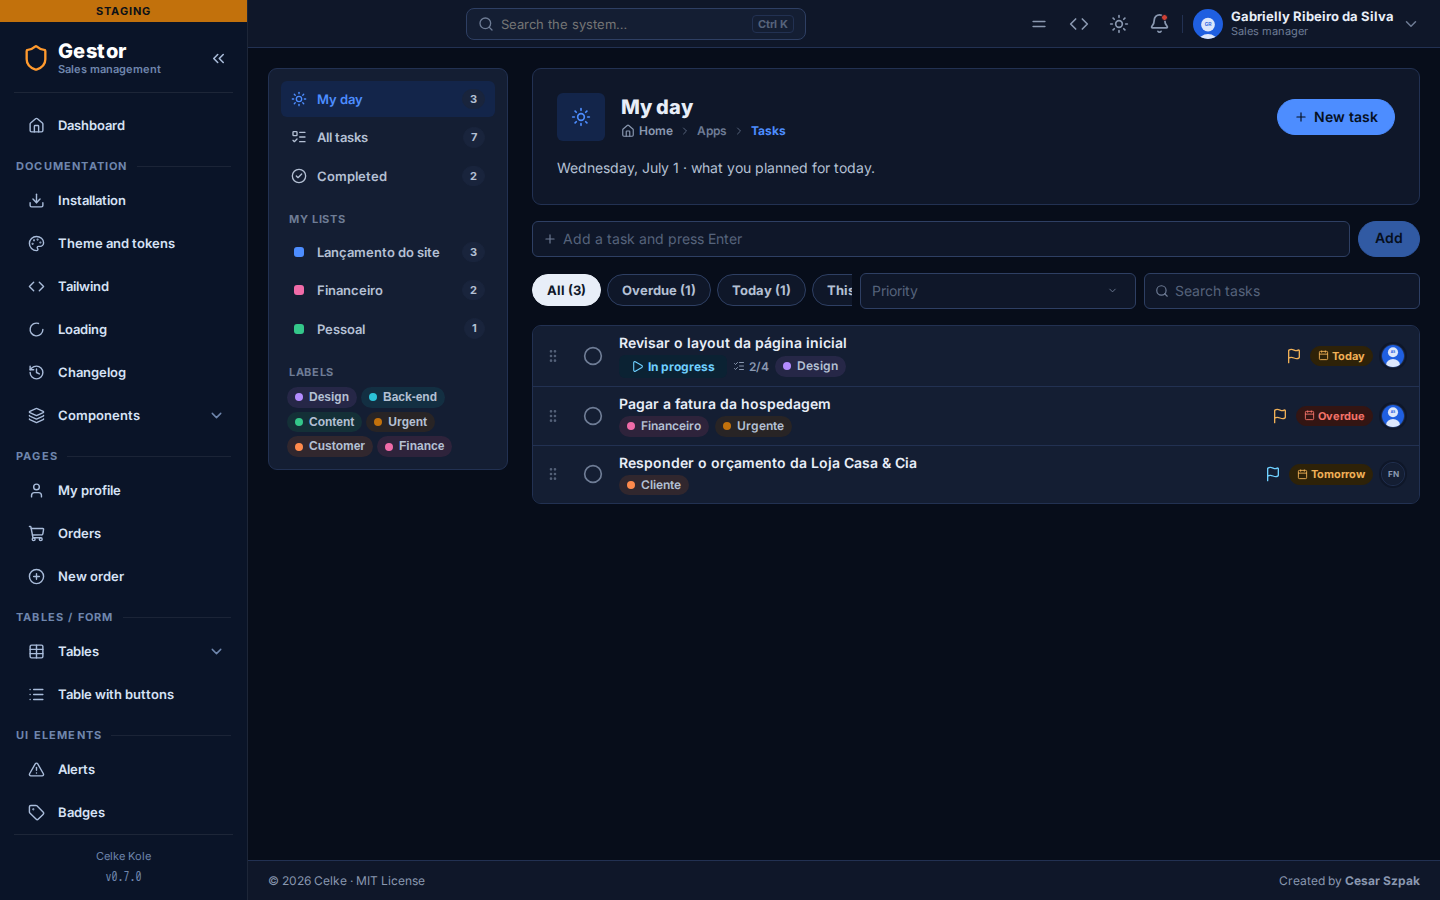 STAGING
Gestor
Sales management
Dashboard
DOCUMENTATION
Installation
Theme and tokens
Tailwind
Loading
Changelog
Components
PAGES
My profile
Orders
New order
TABLES / FORM
Tables
Table with buttons
UI ELEMENTS
Alerts
Badges
Celke Kole
v0.7.0
Search the system... Ctrl K
Gabrielly Ribeiro da Silva
Sales manager
My day 3
All tasks 7
Completed 2
MY LISTS
Lançamento do site 3
Financeiro 2
Pessoal 1
LABELS
Design Back-end
Content Urgent
Customer Finance
My day
Home Apps Tasks
New task
Wednesday, July 1 · what you planned for today.
Add a task and press Enter
Add
All (3) Overdue (1) Today (1) This
Priority
Search tasks
Revisar o layout da página inicial
In progress 2/4 Design
Today
Pagar a fatura da hospedagem
Financeiro Urgente
Overdue
Responder o orçamento da Loja Casa & Cia
Cliente
Tomorrow FN
© 2026 Celke · MIT License
Created by Cesar Szpak